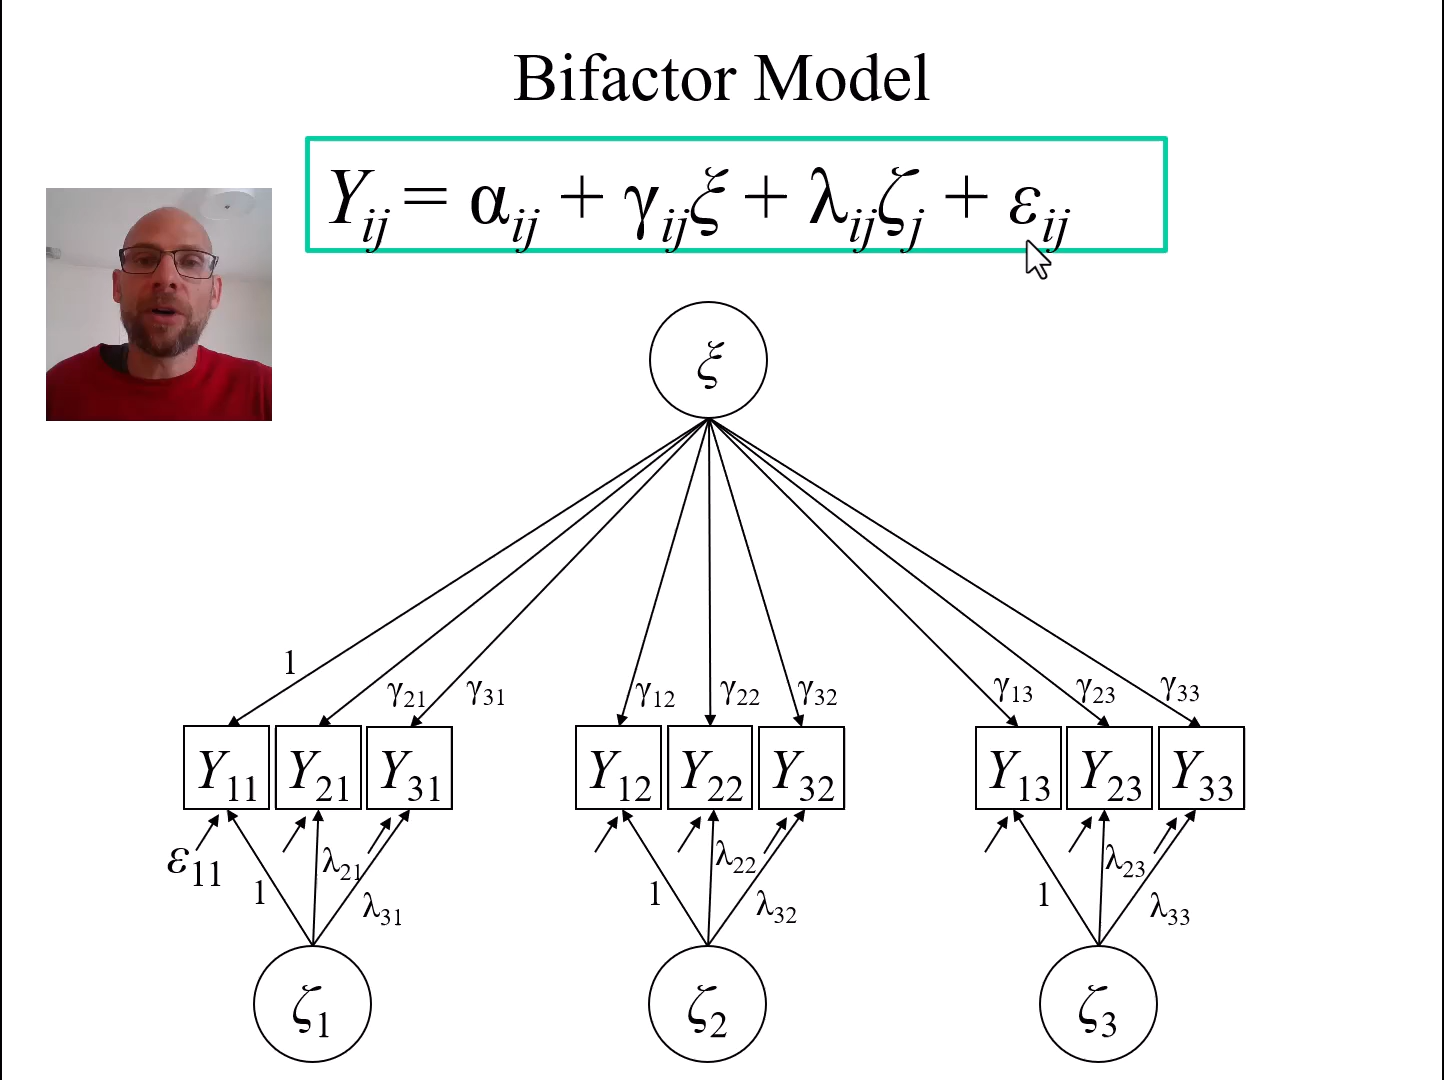 Bifactor Model
Yij = αij + γijξ + λijζj + εij
ξ
1 γ21 γ31 γ12 γ22 γ32 γ13 γ23 γ33
Y11 Y21 Y31 Y12 Y22 Y32 Y13 Y23 Y33
ε11 1 λ21 λ31 1 λ22 λ32 1 λ23 λ33
ζ1 ζ2 ζ3